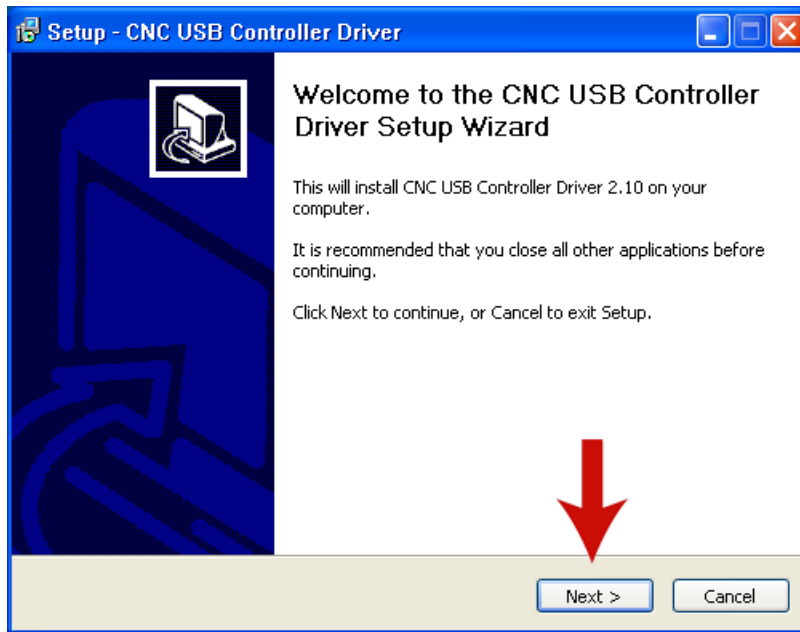 Setup - CNC USB Controller Driver
Welcome to the CNC USB Controller
Driver Setup Wizard
This will install CNC USB Controller Driver 2.10 on your
computer.
It is recommended that you close all other applications before
continuing.
Click Next to continue, or Cancel to exit Setup.
Next >
Cancel